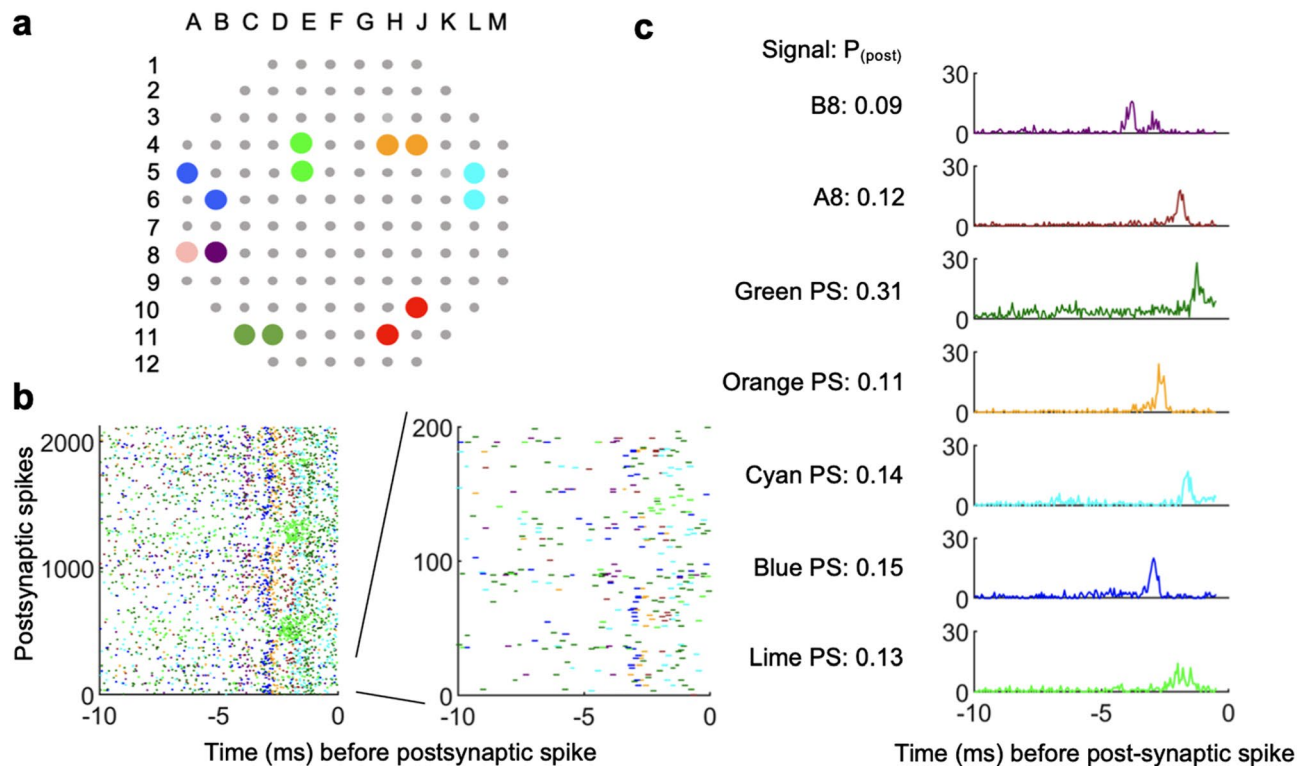 a
A B C D E F G H J K L M
1
2
3
4
5
6
7
8
9
10
11
12
b
Postsynaptic spikes
2000
1000
0
-10 -5 0
200
100
0
-10 -5 0
Time (ms) before postsynaptic spike
c
Signal: P(post)
B8: 0.09
30
0
A8: 0.12
30
0
Green PS: 0.31
30
0
Orange PS: 0.11
30
0
Cyan PS: 0.14
30
0
Blue PS: 0.15
30
0
Lime PS: 0.13
30
0
-10 -5 0
Time (ms) before post-synaptic spike